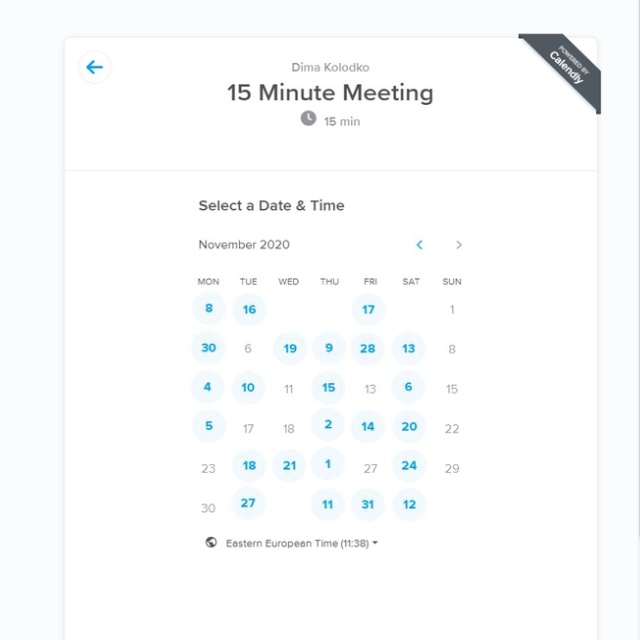 POWERED BY
Calendly
Dima Kolodko
15 Minute Meeting
15 min
Select a Date & Time
November 2020
MON TUE WED THU FRI SAT SUN
8 16 17 1
30 6 19 9 28 13 8
4 10 11 15 13 6 15
5 17 18 2 14 20 22
23 18 21 1 27 24 29
30 27 11 31 12
Eastern European Time (11:38)